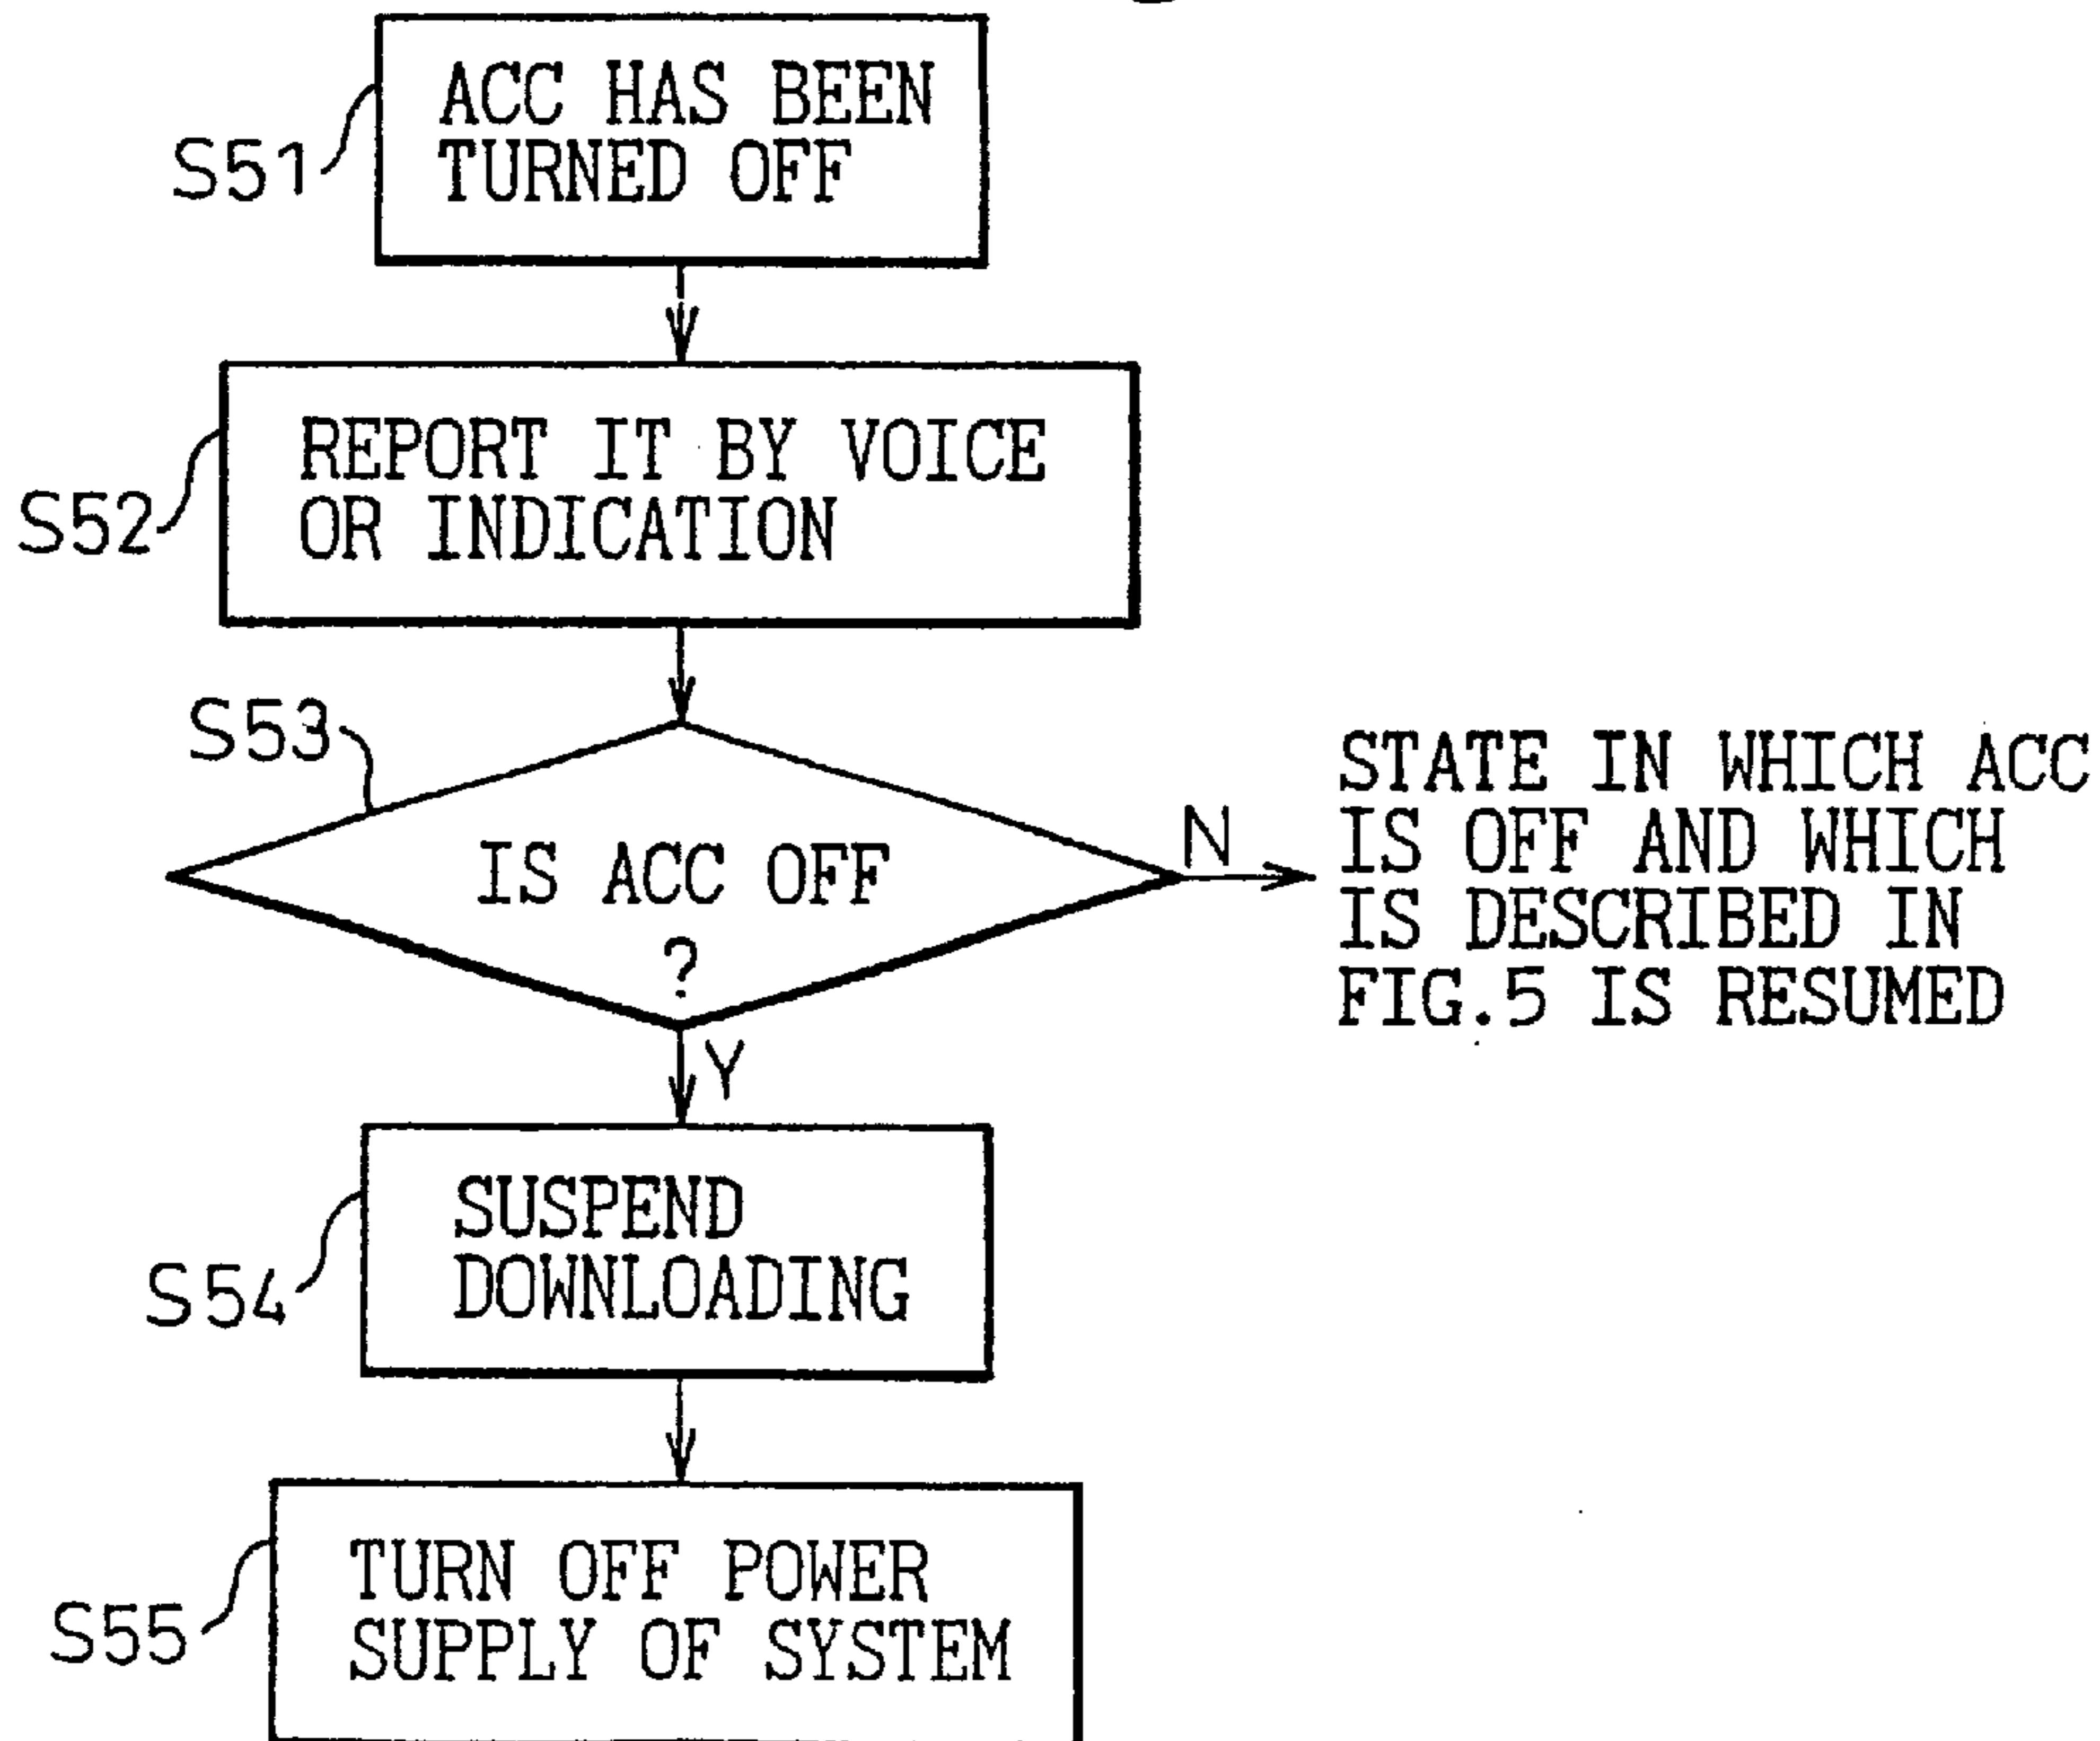 ACC HAS BEEN
TURNED OFF
S51
REPORT IT BY VOICE
OR INDICATION
S52
S53
IS ACC OFF
?
N
STATE IN WHICH ACC
IS OFF AND WHICH
IS DESCRIBED IN
FIG.5 IS RESUMED
Y
SUSPEND
DOWNLOADING
S54
TURN OFF POWER
SUPPLY OF SYSTEM
S55